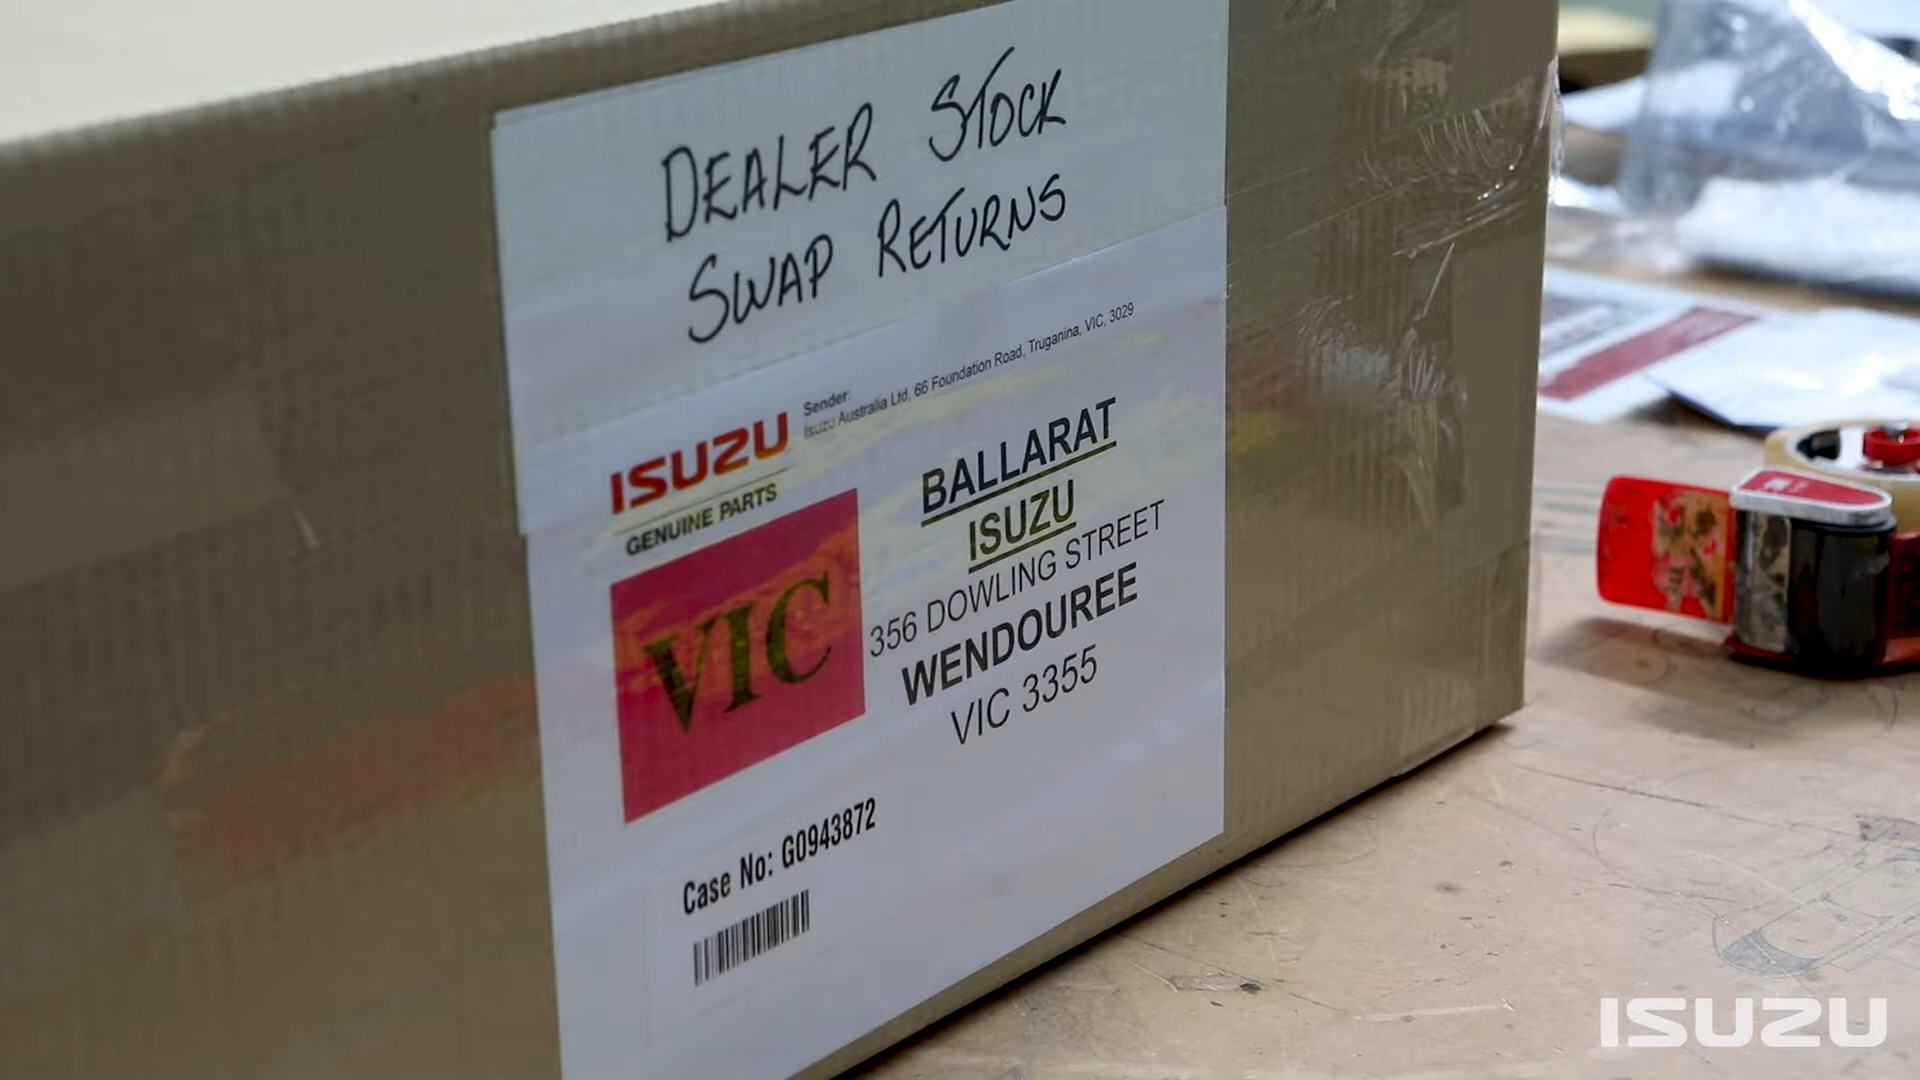 DEALER STOCK
SWAP RETURNS
Sender:
Isuzu Australia Ltd, 66 Foundation Road, Truganina, VIC, 3029
ISUZU
GENUINE PARTS
VIC
BALLARAT
ISUZU
356 DOWLING STREET
WENDOUREE
VIC 3355
Case No: G0943872
ISUZU